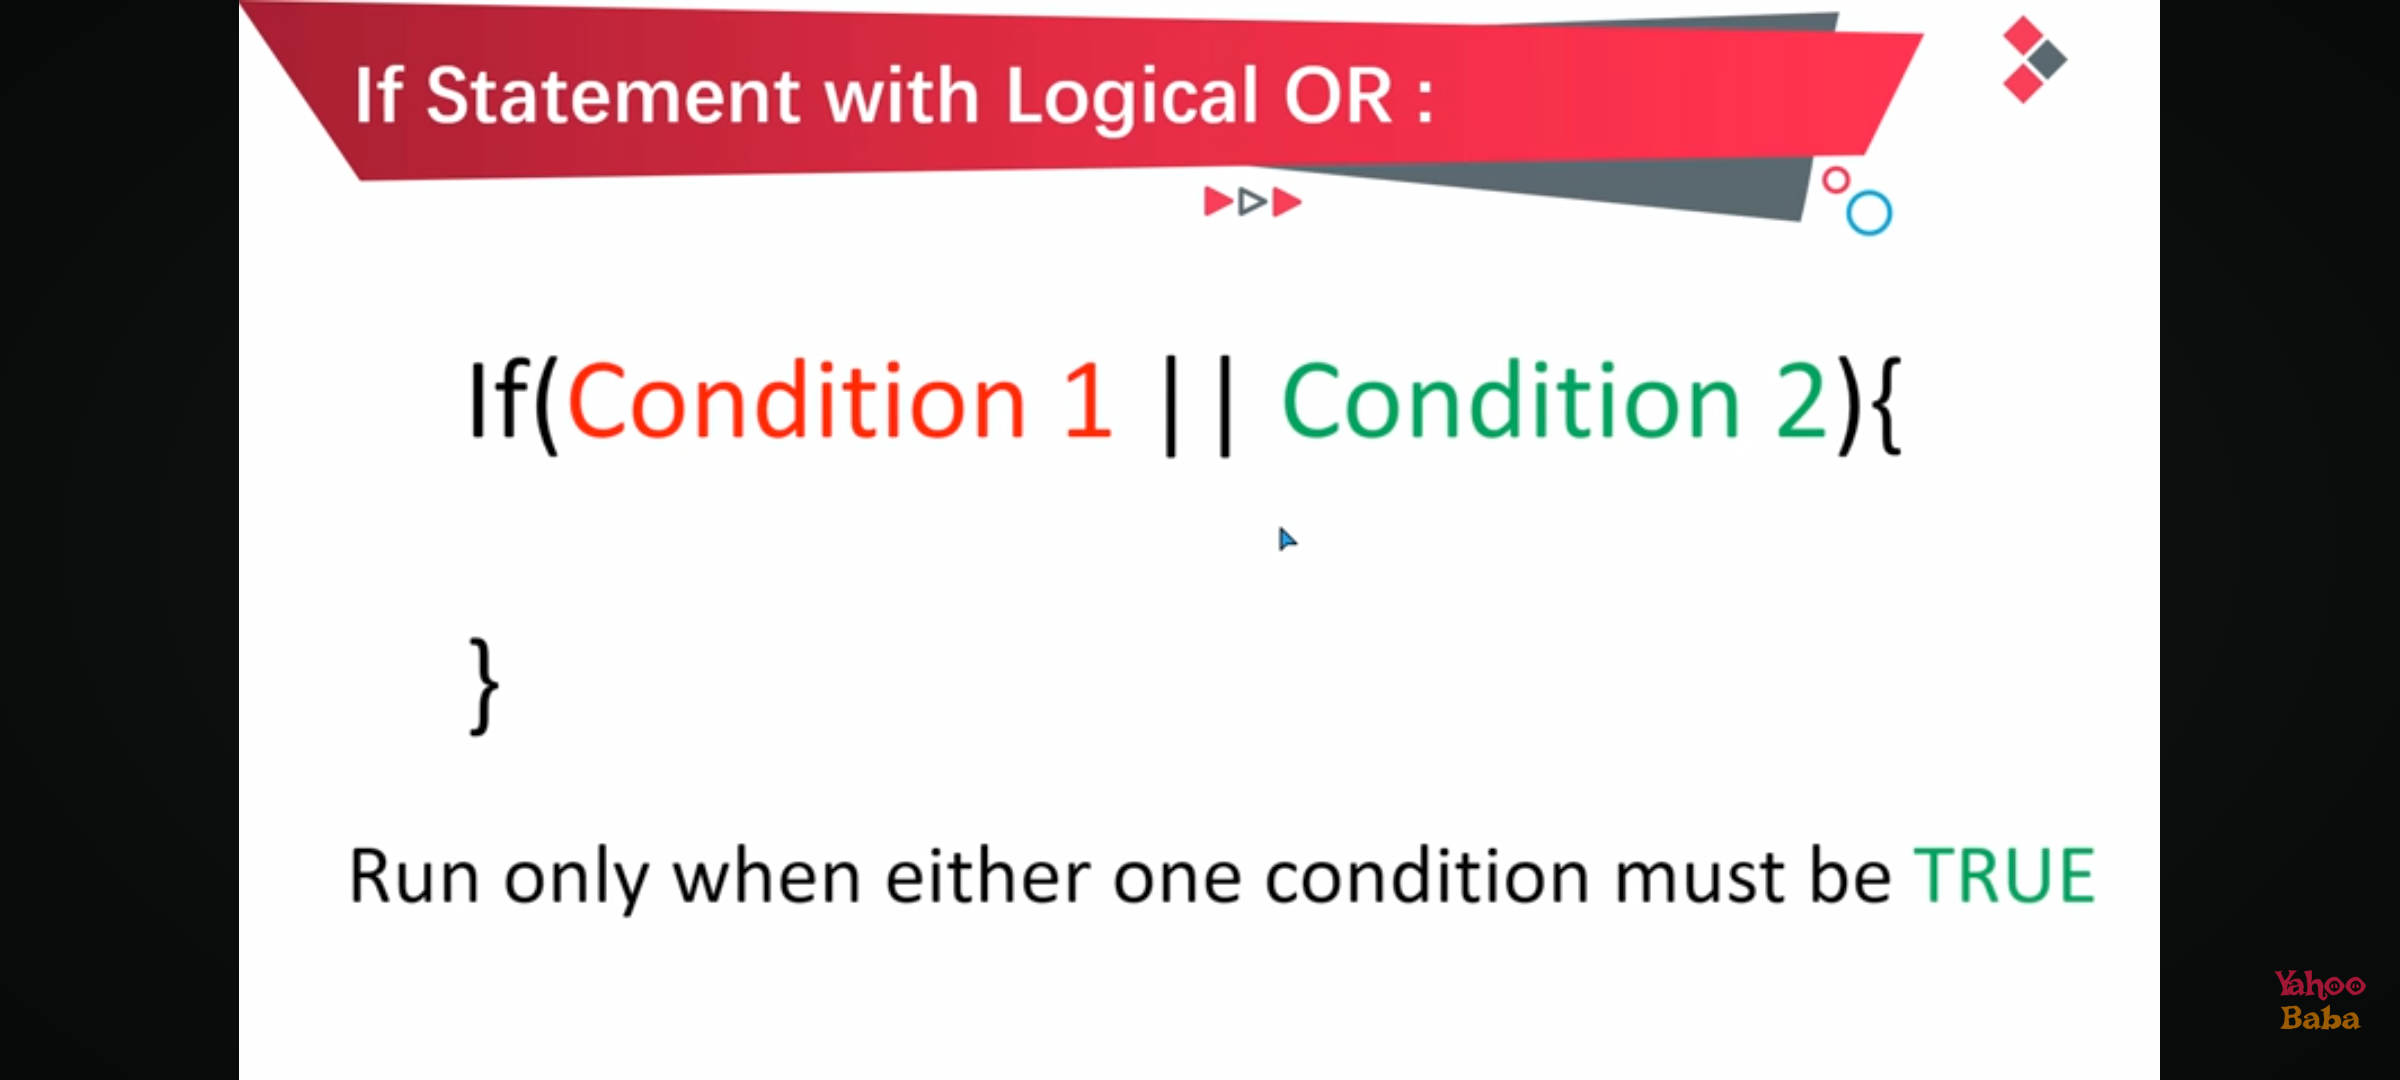 If Statement with Logical OR :
If(Condition 1 || Condition 2){
}
Run only when either one condition must be TRUE
Yahoo
Baba